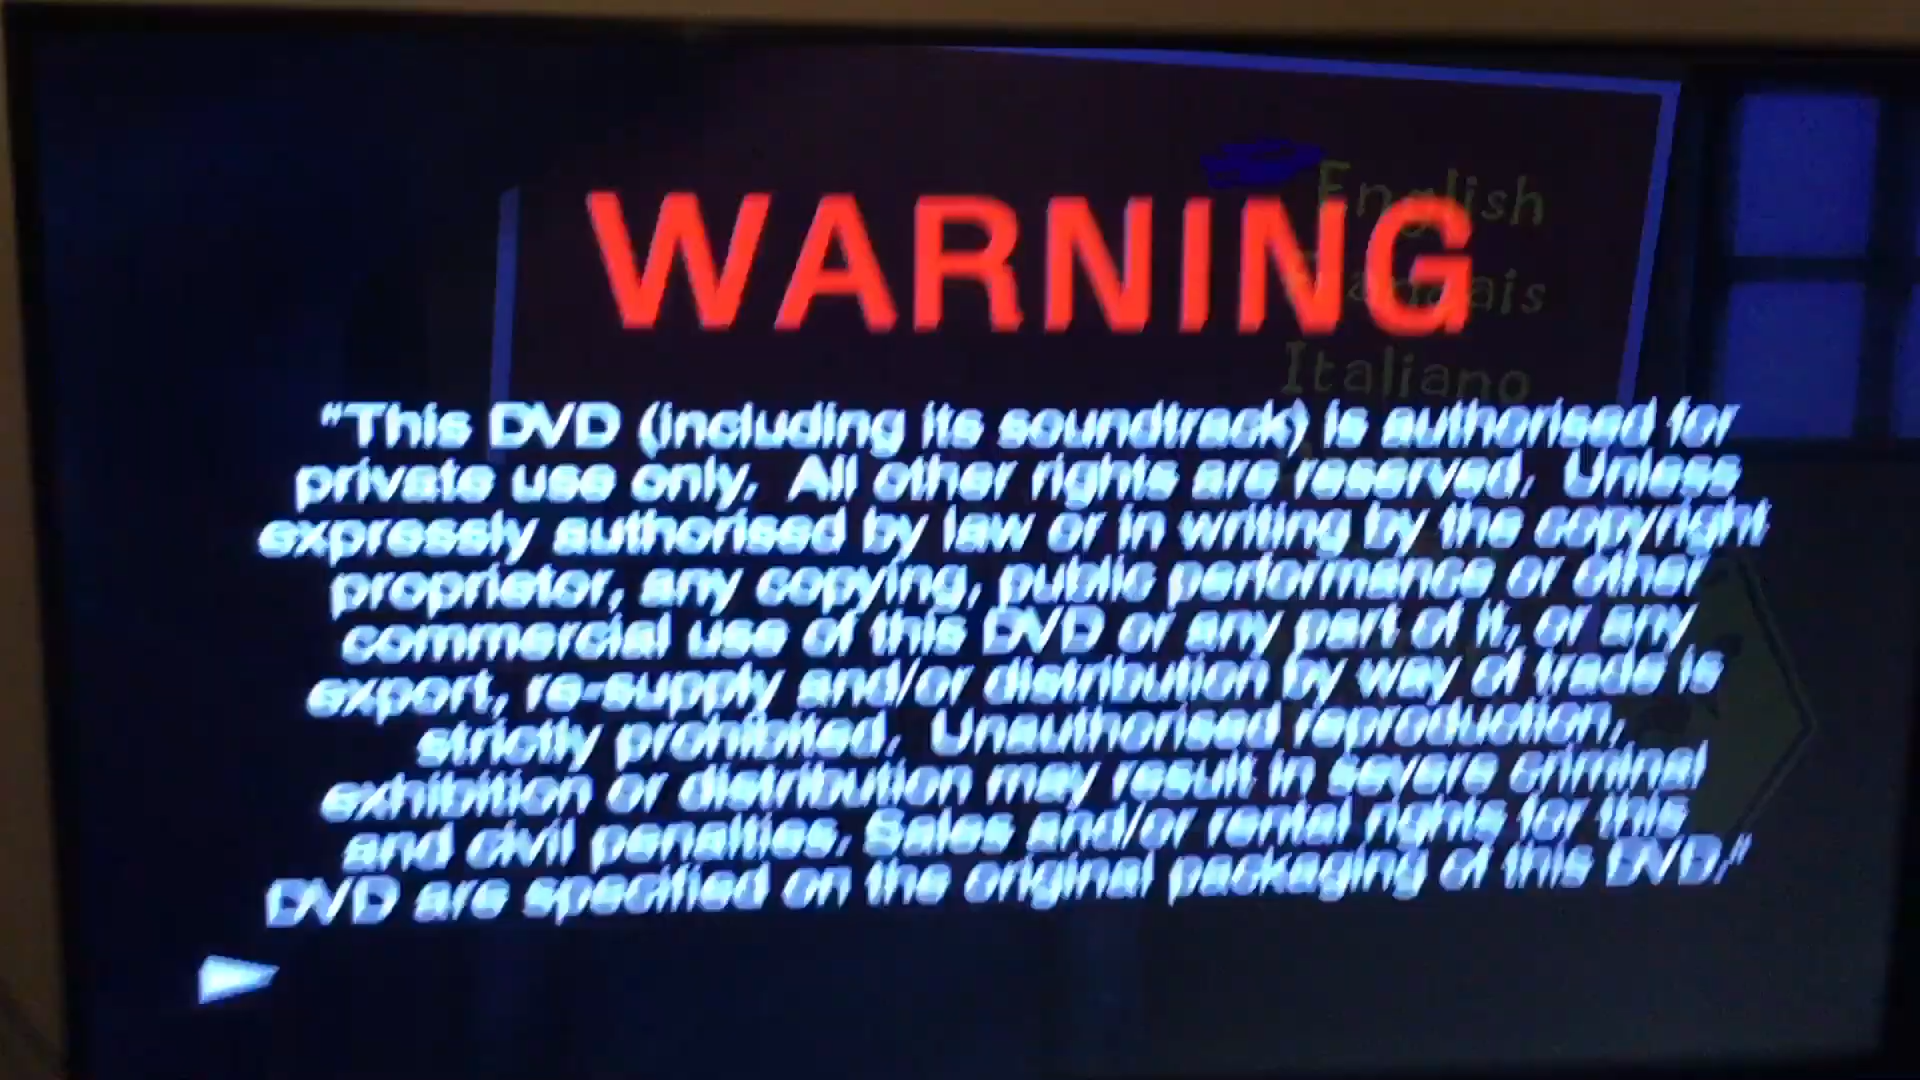 English
Français
Italiano
WARNING
"This DVD (including its soundtrack) is authorised for
private use only. All other rights are reserved. Unless
expressly authorised by law or in writing by the copyright
proprietor, any copying, public performance or other
commercial use of this DVD or any part of it, or any
export, re-supply and/or distribution by way of trade is
strictly prohibited. Unauthorised reproduction,
exhibition or distribution may result in severe criminal
and civil penalties. Sales and/or rental rights for this
DVD are specified on the original packaging of this DVD."